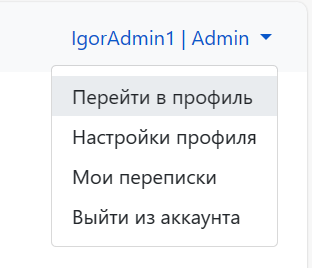 IgorAdmin1 | Admin
Перейти в профиль
Настройки профиля
Мои переписки
Выйти из аккаунта